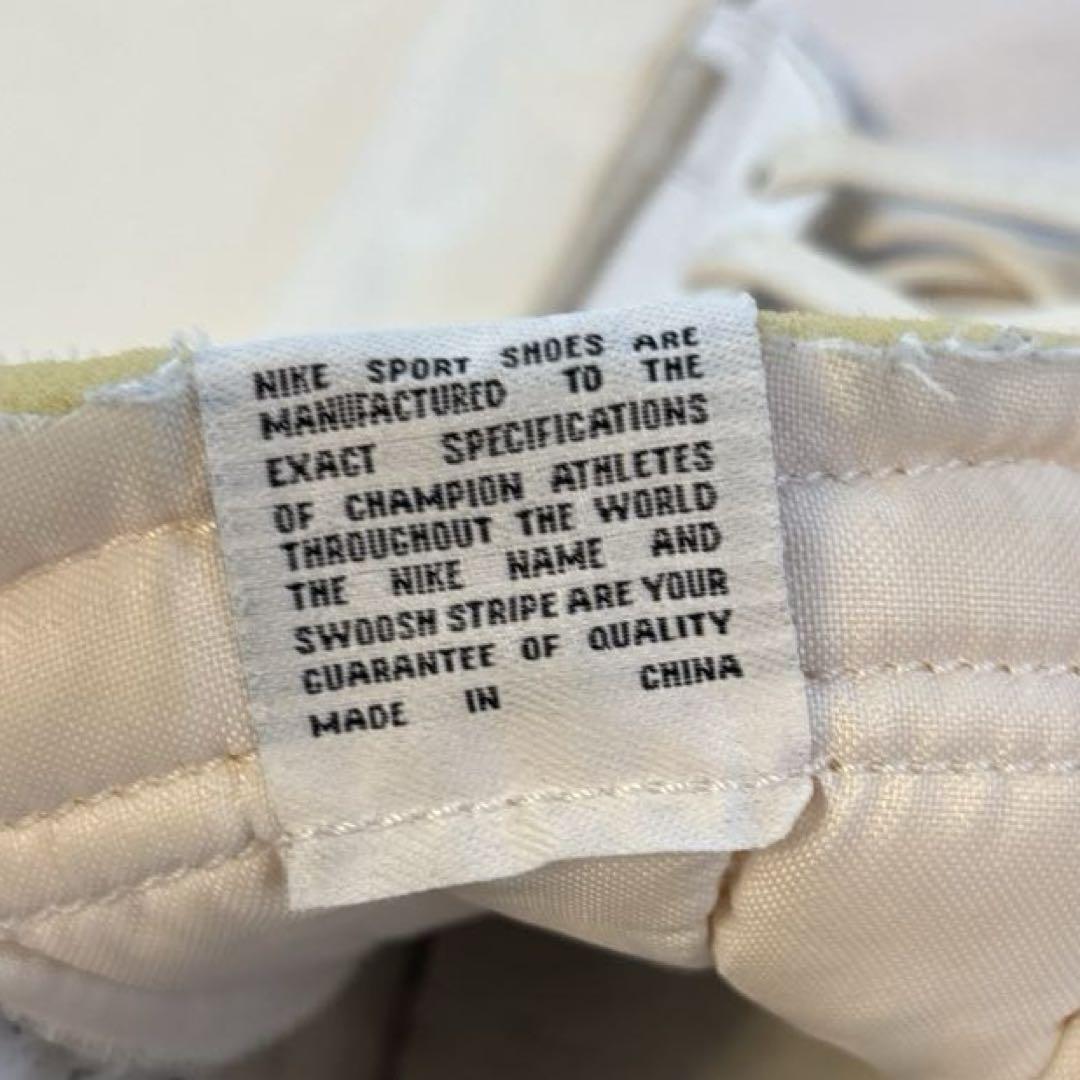 NIKE SPORT SHOES ARE
MANUFACTURED TO THE
EXACT SPECIFICATIONS
OF CHAMPION ATHLETES
THROUGHOUT THE WORLD
THE NIKE NAME AND
SWOOSH STRIPE ARE YOUR
GUARANTEE OF QUALITY
MADE IN CHINA